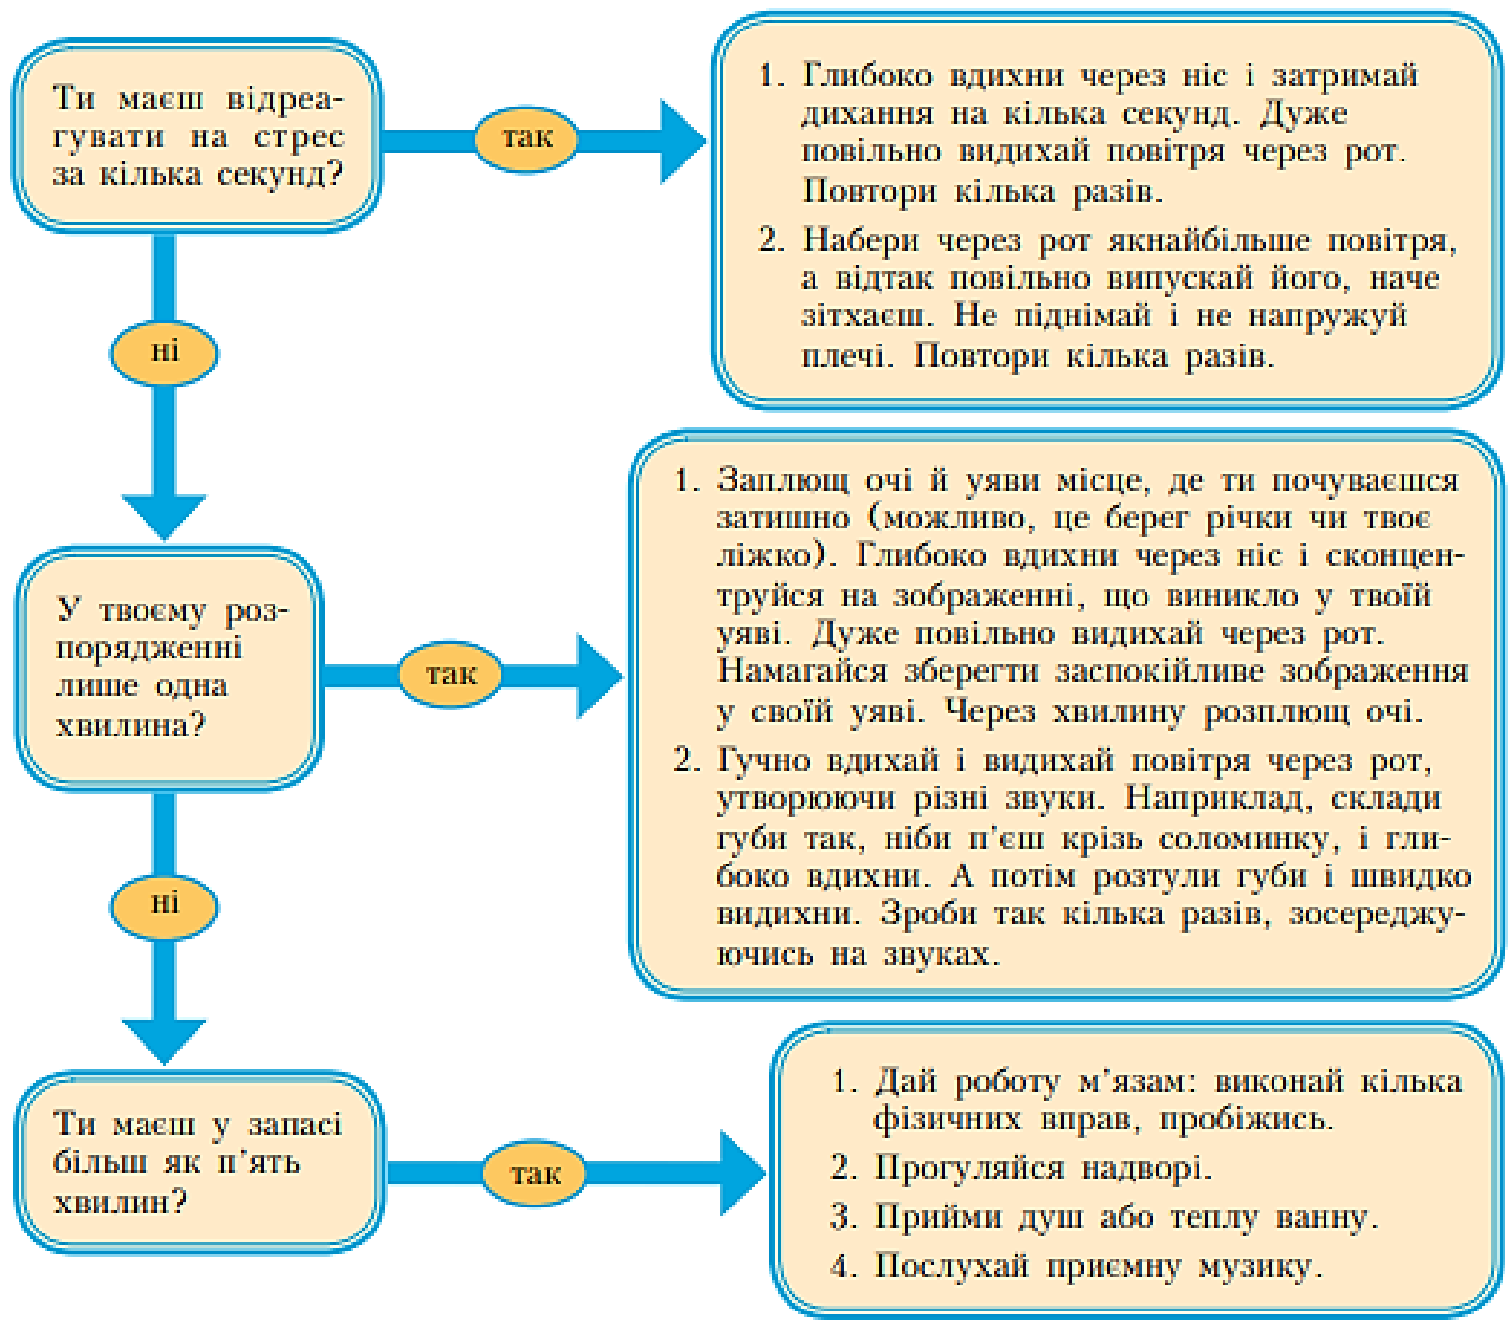 Ти маєш відреа-
гувати на стрес
за кілька секунд?
так
1. Глибоко вдихни через ніс і затримай
дихання на кілька секунд. Дуже
повільно видихай повітря через рот.
Повтори кілька разів.
2. Набери через рот якнайбільше повітря,
а відтак повільно випускай його, наче
зітхаєш. Не піднімай і не напружуй
плечі. Повтори кілька разів.
ні
У твоєму роз-
порядженні
лише одна
хвилина?
так
1. Заплющ очі й уяви місце, де ти почуваєшся
затишно (можливо, це берег річки чи твоє
ліжко). Глибоко вдихни через ніс і сконцен-
труйся на зображенні, що виникло у твоїй
уяві. Дуже повільно видихай через рот.
Намагайся зберегти заспокійливе зображення
у своїй уяві. Через хвилину розплющ очі.
2. Гучно вдихай і видихай повітря через рот,
утворюючи різні звуки. Наприклад, склади
губи так, ніби п’єш крізь соломинку, і гли-
боко вдихни. А потім розтули губи і швидко
видихни. Зроби так кілька разів, зосереджу-
ючись на звуках.
ні
Ти маєш у запасі
більш як п’ять
хвилин?
так
1. Дай роботу м’язам: виконай кілька
фізичних вправ, пробіжись.
2. Прогуляйся надворі.
3. Прийми душ або теплу ванну.
4. Послухай приємну музику.